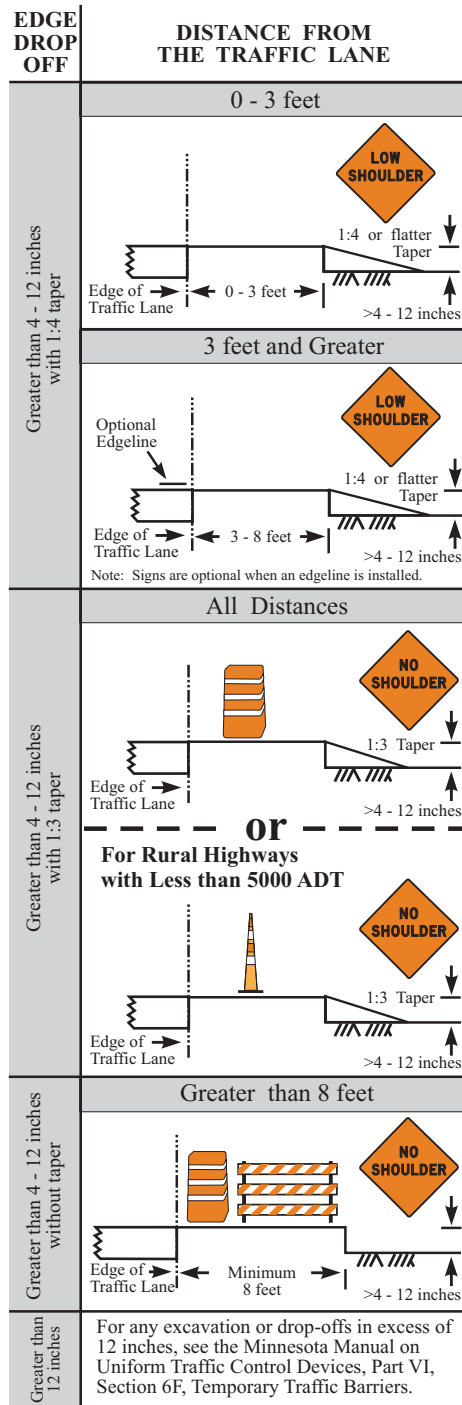 EDGE
DROP
OFF
DISTANCE FROM
THE TRAFFIC LANE
Greater than 4 - 12 inches
with 1:4 taper
0 - 3 feet
LOW
SHOULDER
1:4 or flatter
Taper
Edge of
Traffic Lane
0 - 3 feet
>4 - 12 inches
3 feet and Greater
LOW
SHOULDER
Optional
Edgeline
1:4 or flatter
Taper
Edge of
Traffic Lane
3 - 8 feet
>4 - 12 inches
Note: Signs are optional when an edgeline is installed.
Greater than 4 - 12 inches
with 1:3 taper
All Distances
NO
SHOULDER
1:3 Taper
Edge of
Traffic Lane
>4 - 12 inches
or
For Rural Highways
with Less than 5000 ADT
NO
SHOULDER
1:3 Taper
Edge of
Traffic Lane
>4 - 12 inches
Greater than 4 - 12 inches
without taper
Greater than 8 feet
NO
SHOULDER
Edge of
Traffic Lane
Minimum
8 feet
>4 - 12 inches
Greater than
12 inches
For any excavation or drop-offs in excess of
12 inches, see the Minnesota Manual on
Uniform Traffic Control Devices, Part VI,
Section 6F, Temporary Traffic Barriers.